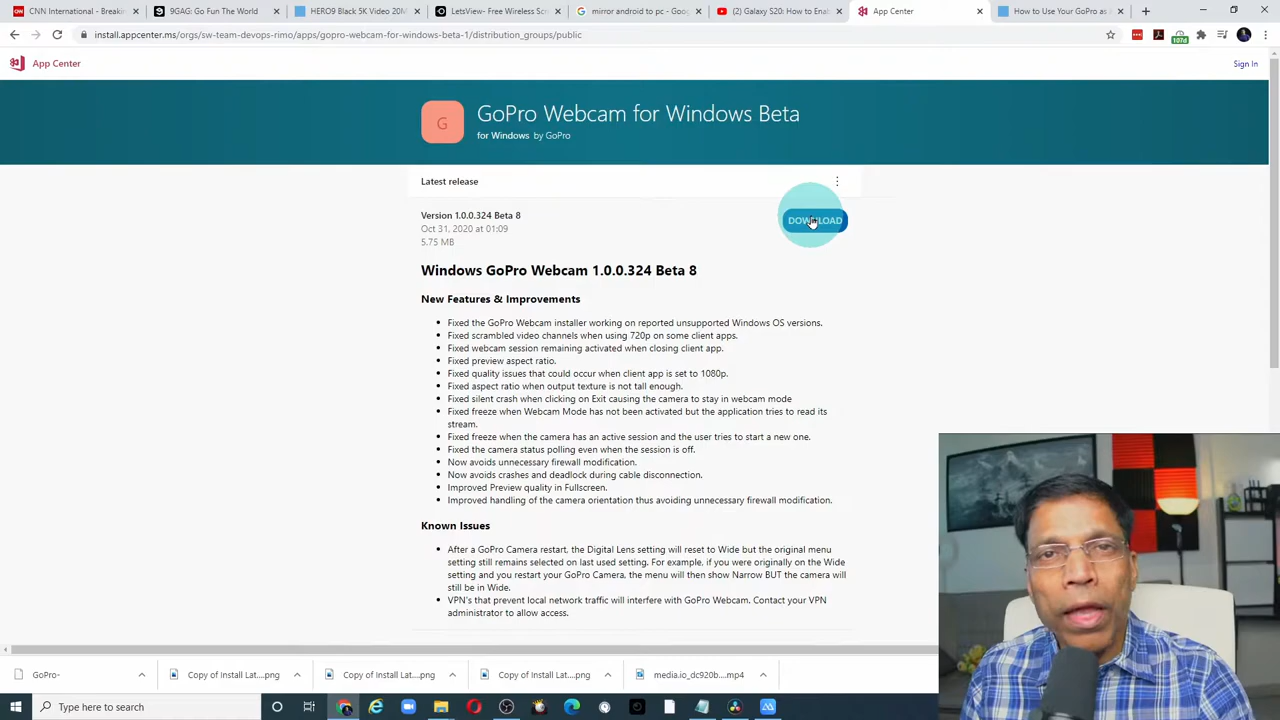 CNN International - Breaking
9GAG: Go Fun The World
HERO9 Black 5K Video 20M
LetsView- Free Wireless Scr
mirror android to pc - Goog
(2) Galaxy S20: How to Enab
App Center
How to Use Your GoPro as
install.appcenter.ms/orgs/sw-team-devops-rimo/apps/gopro-webcam-for-windows-beta-1/distribution_groups/public
107d
App Center
Sign In
G
GoPro Webcam for Windows Beta
for Windows by GoPro
Latest release
Version 1.0.0.324 Beta 8
DOWNLOAD
Oct 31, 2020 at 01:09
5.75 MB
Windows GoPro Webcam 1.0.0.324 Beta 8
New Features & Improvements
• Fixed the GoPro Webcam installer working on reported unsupported Windows OS versions.
• Fixed scrambled video channels when using 720p on some client apps.
• Fixed webcam session remaining activated when closing client app.
• Fixed preview aspect ratio.
• Fixed quality issues that could occur when client app is set to 1080p.
• Fixed aspect ratio when output texture is not tall enough.
• Fixed silent crash when clicking on Exit causing the camera to stay in webcam mode
• Fixed freeze when Webcam Mode has not been activated but the application tries to read its
stream.
• Fixed freeze when the camera has an active session and the user tries to start a new one.
• Fixed the camera status polling even when the session is off.
• Now avoids unnecessary firewall modification.
• Now avoids crashes and deadlock during cable disconnection.
• Improved Preview quality in Fullscreen.
• Improved handling of the camera orientation thus avoiding unnecessary firewall modification.
Known Issues
• After a GoPro Camera restart, the Digital Lens setting will reset to Wide but the original menu
setting still remains selected on last used setting. For example, if you were originally on the Wide
setting and you restart your GoPro Camera, the menu will then show Narrow BUT the camera will
still be in Wide.
• VPN's that prevent local network traffic will interfere with GoPro Webcam. Contact your VPN
administrator to allow access.
GoPro-
Copy of Install Lat....png
Copy of Install Lat....png
Copy of Install Lat....png
media.io_dc920b....mp4
Type here to search